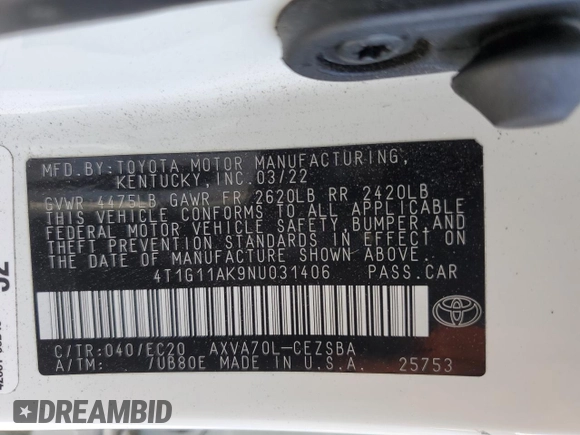 MFD.BY:TOYOTA MOTOR MANUFACTURING,
KENTUCKY, INC. 03/22
GVWR 4475LB GAWR FR 2620LB RR 2420LB
THIS VEHICLE CONFORMS TO ALL APPLICABLE
FEDERAL MOTOR VEHICLE SAFETY,BUMPER,AND
THEFT PREVENTION STANDARDS IN EFFECT ON
THE DATE OF MANUFACTURE SHOWN ABOVE.
4T1G11AK9NU031406 PASS.CAR
C/TR:040/EC20 AXVA70L-CEZSBA
A/TM: 7UB80E MADE IN U.S.A. 25753
TOYOTA
DREAMBID